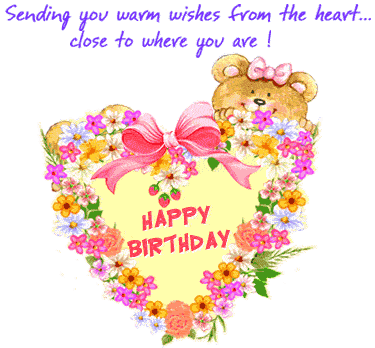 Sending you warm wishes from the heart...
close to where you are !
HAPPY
BIRTHDAY